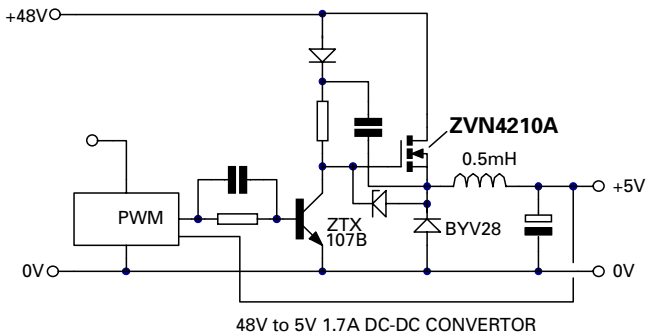 +48V
ZVN4210A
0.5mH
+5V
PWM
ZTX
107B
BYV28
0V
0V
48V to 5V 1.7A DC-DC CONVERTOR